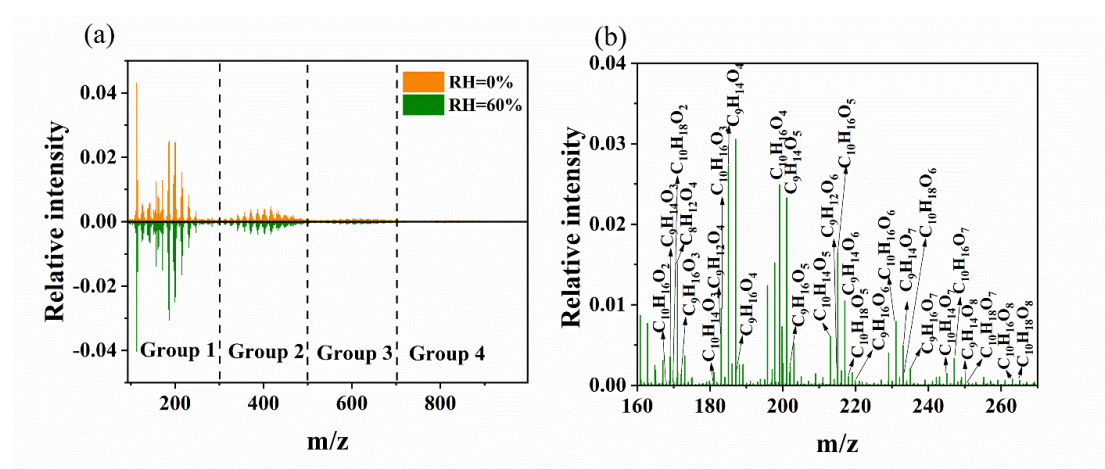 (a)
0.04
0.02
0.00
-0.02
-0.04
Relative intensity
RH=0%
RH=60%
Group 1
Group 2
Group 3
Group 4
200
400
600
800
m/z
(b)
0.04
0.03
0.02
0.01
0.00
Relative intensity
C₁₀H₁₆O₂
C₉H₁₄O₃
C₁₀H₁₈O₂
C₈H₁₂O₄
C₉H₁₆O₃
C₁₀H₁₄O₃
C₉H₁₂O₄
C₁₀H₁₆O₃
C₉H₁₄O₄
C₉H₁₆O₄
C₁₀H₁₆O₄
C₉H₁₄O₅
C₉H₁₆O₅
C₁₀H₁₄O₅
C₉H₁₂O₆
C₁₀H₁₆O₅
C₉H₁₄O₆
C₁₀H₁₈O₅
C₉H₁₆O₆
C₁₀H₁₆O₆
C₉H₁₄O₇
C₁₀H₁₈O₆
C₉H₁₆O₇
C₁₀H₁₄O₇
C₁₀H₁₆O₇
C₉H₁₄O₈
C₁₀H₁₈O₇
C₁₀H₁₆O₈
C₁₀H₁₈O₈
160
180
200
220
240
260
m/z